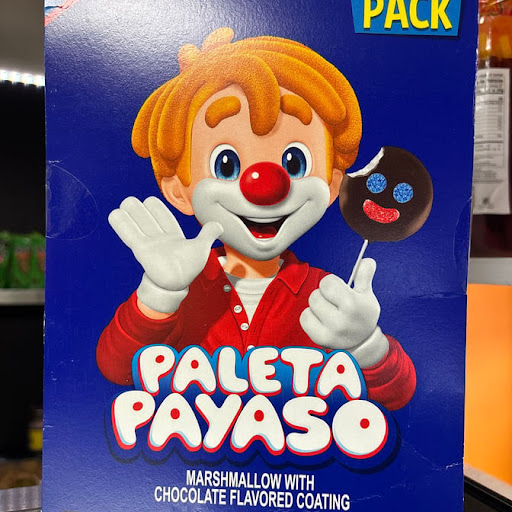 PACK
PALETA
PAYASO
MARSHMALLOW WITH
CHOCOLATE FLAVORED COATING